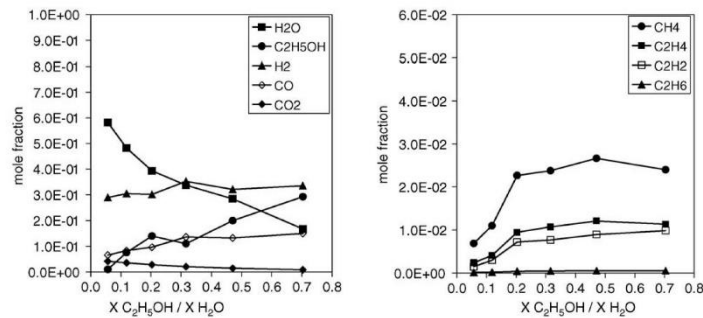 1.0E+00
9.0E-01
8.0E-01
7.0E-01
6.0E-01
5.0E-01
4.0E-01
3.0E-01
2.0E-01
1.0E-01
0.0E+00
mole fraction
H2O
C2H5OH
H2
CO
CO2
0.0 0.1 0.2 0.3 0.4 0.5 0.6 0.7 0.8
X C₂H₅OH / X H₂O
6.0E-02
5.0E-02
4.0E-02
3.0E-02
2.0E-02
1.0E-02
0.0E+00
mole fraction
CH4
C2H4
C2H2
C2H6
0.0 0.1 0.2 0.3 0.4 0.5 0.6 0.7 0.8
X C₂H₅OH / X H₂O